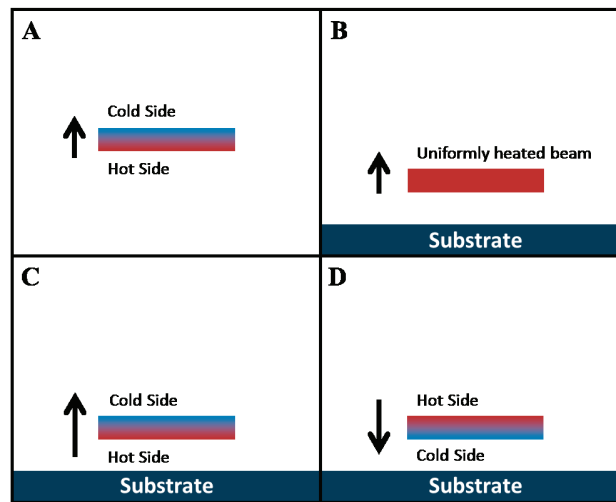 A
Cold Side
Hot Side
B
Uniformly heated beam
Substrate
C
Cold Side
Hot Side
Substrate
D
Hot Side
Cold Side
Substrate